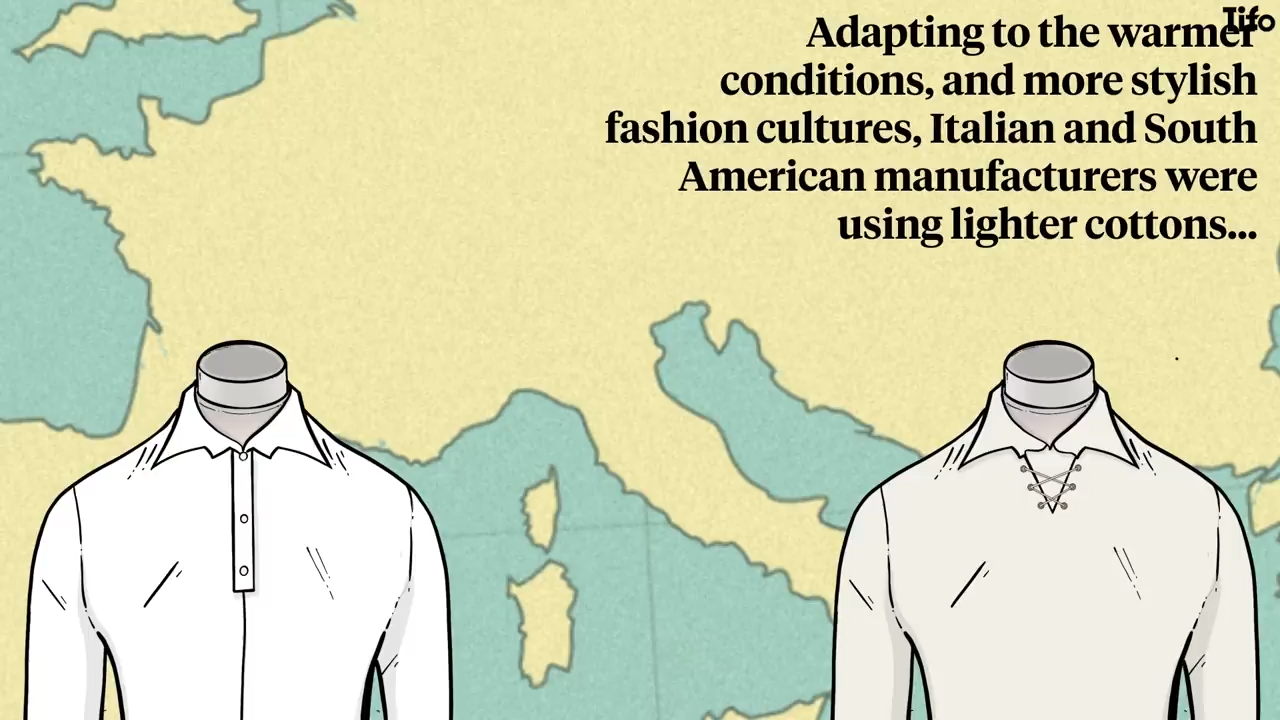 Tifo
Adapting to the warmer
conditions, and more stylish
fashion cultures, Italian and South
American manufacturers were
using lighter cottons...